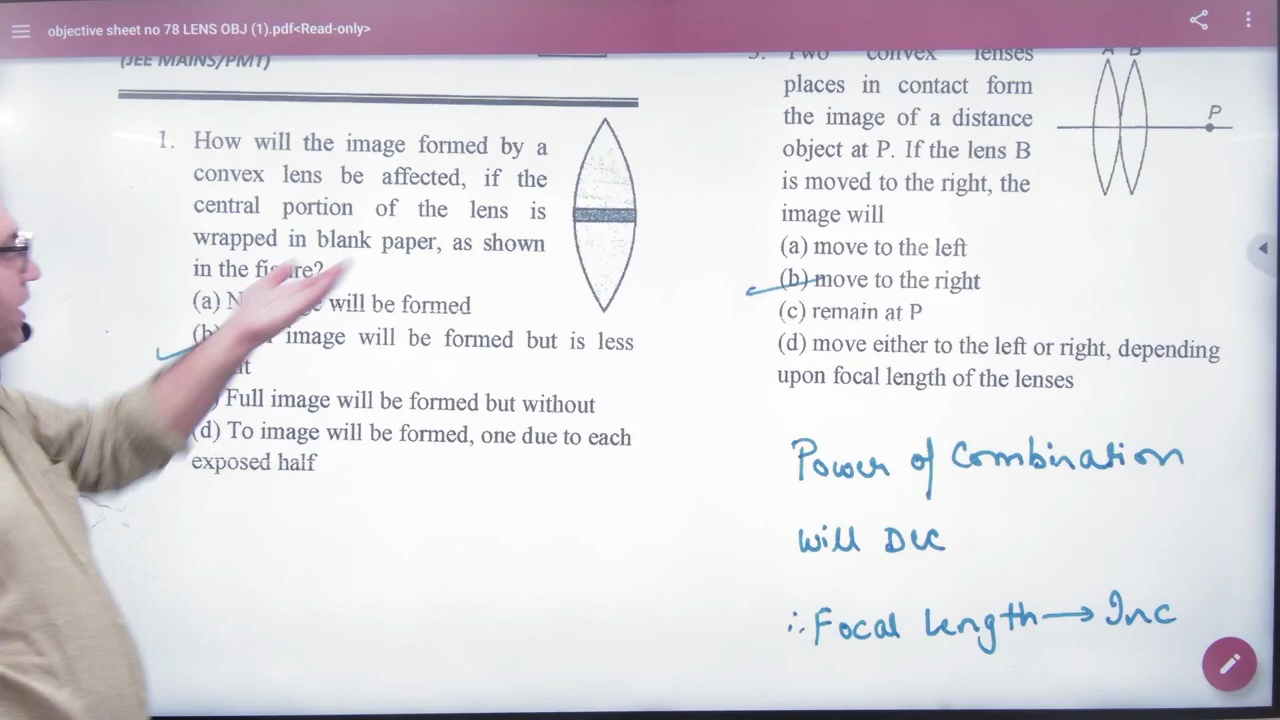 objective sheet no 78 LENS OBJ (1).pdf<Read-only>
(JEE MAINS/PMT)
1. How will the image formed by a
convex lens be affected, if the
central portion of the lens is
wrapped in blank paper, as shown
in the figure?
(a) will be formed
(b) image will be formed but is less
Full image will be formed but without
(d) To image will be formed, one due to each
exposed half
3. Two convex lenses
places in contact form
the image of a distance
object at P. If the lens B
is moved to the right, the
image will
(a) move to the left
(b) move to the right
(c) remain at P
(d) move either to the left or right, depending
upon focal length of the lenses
A B
P
Power of Combination
will Dec
∴ Focal length → Inc